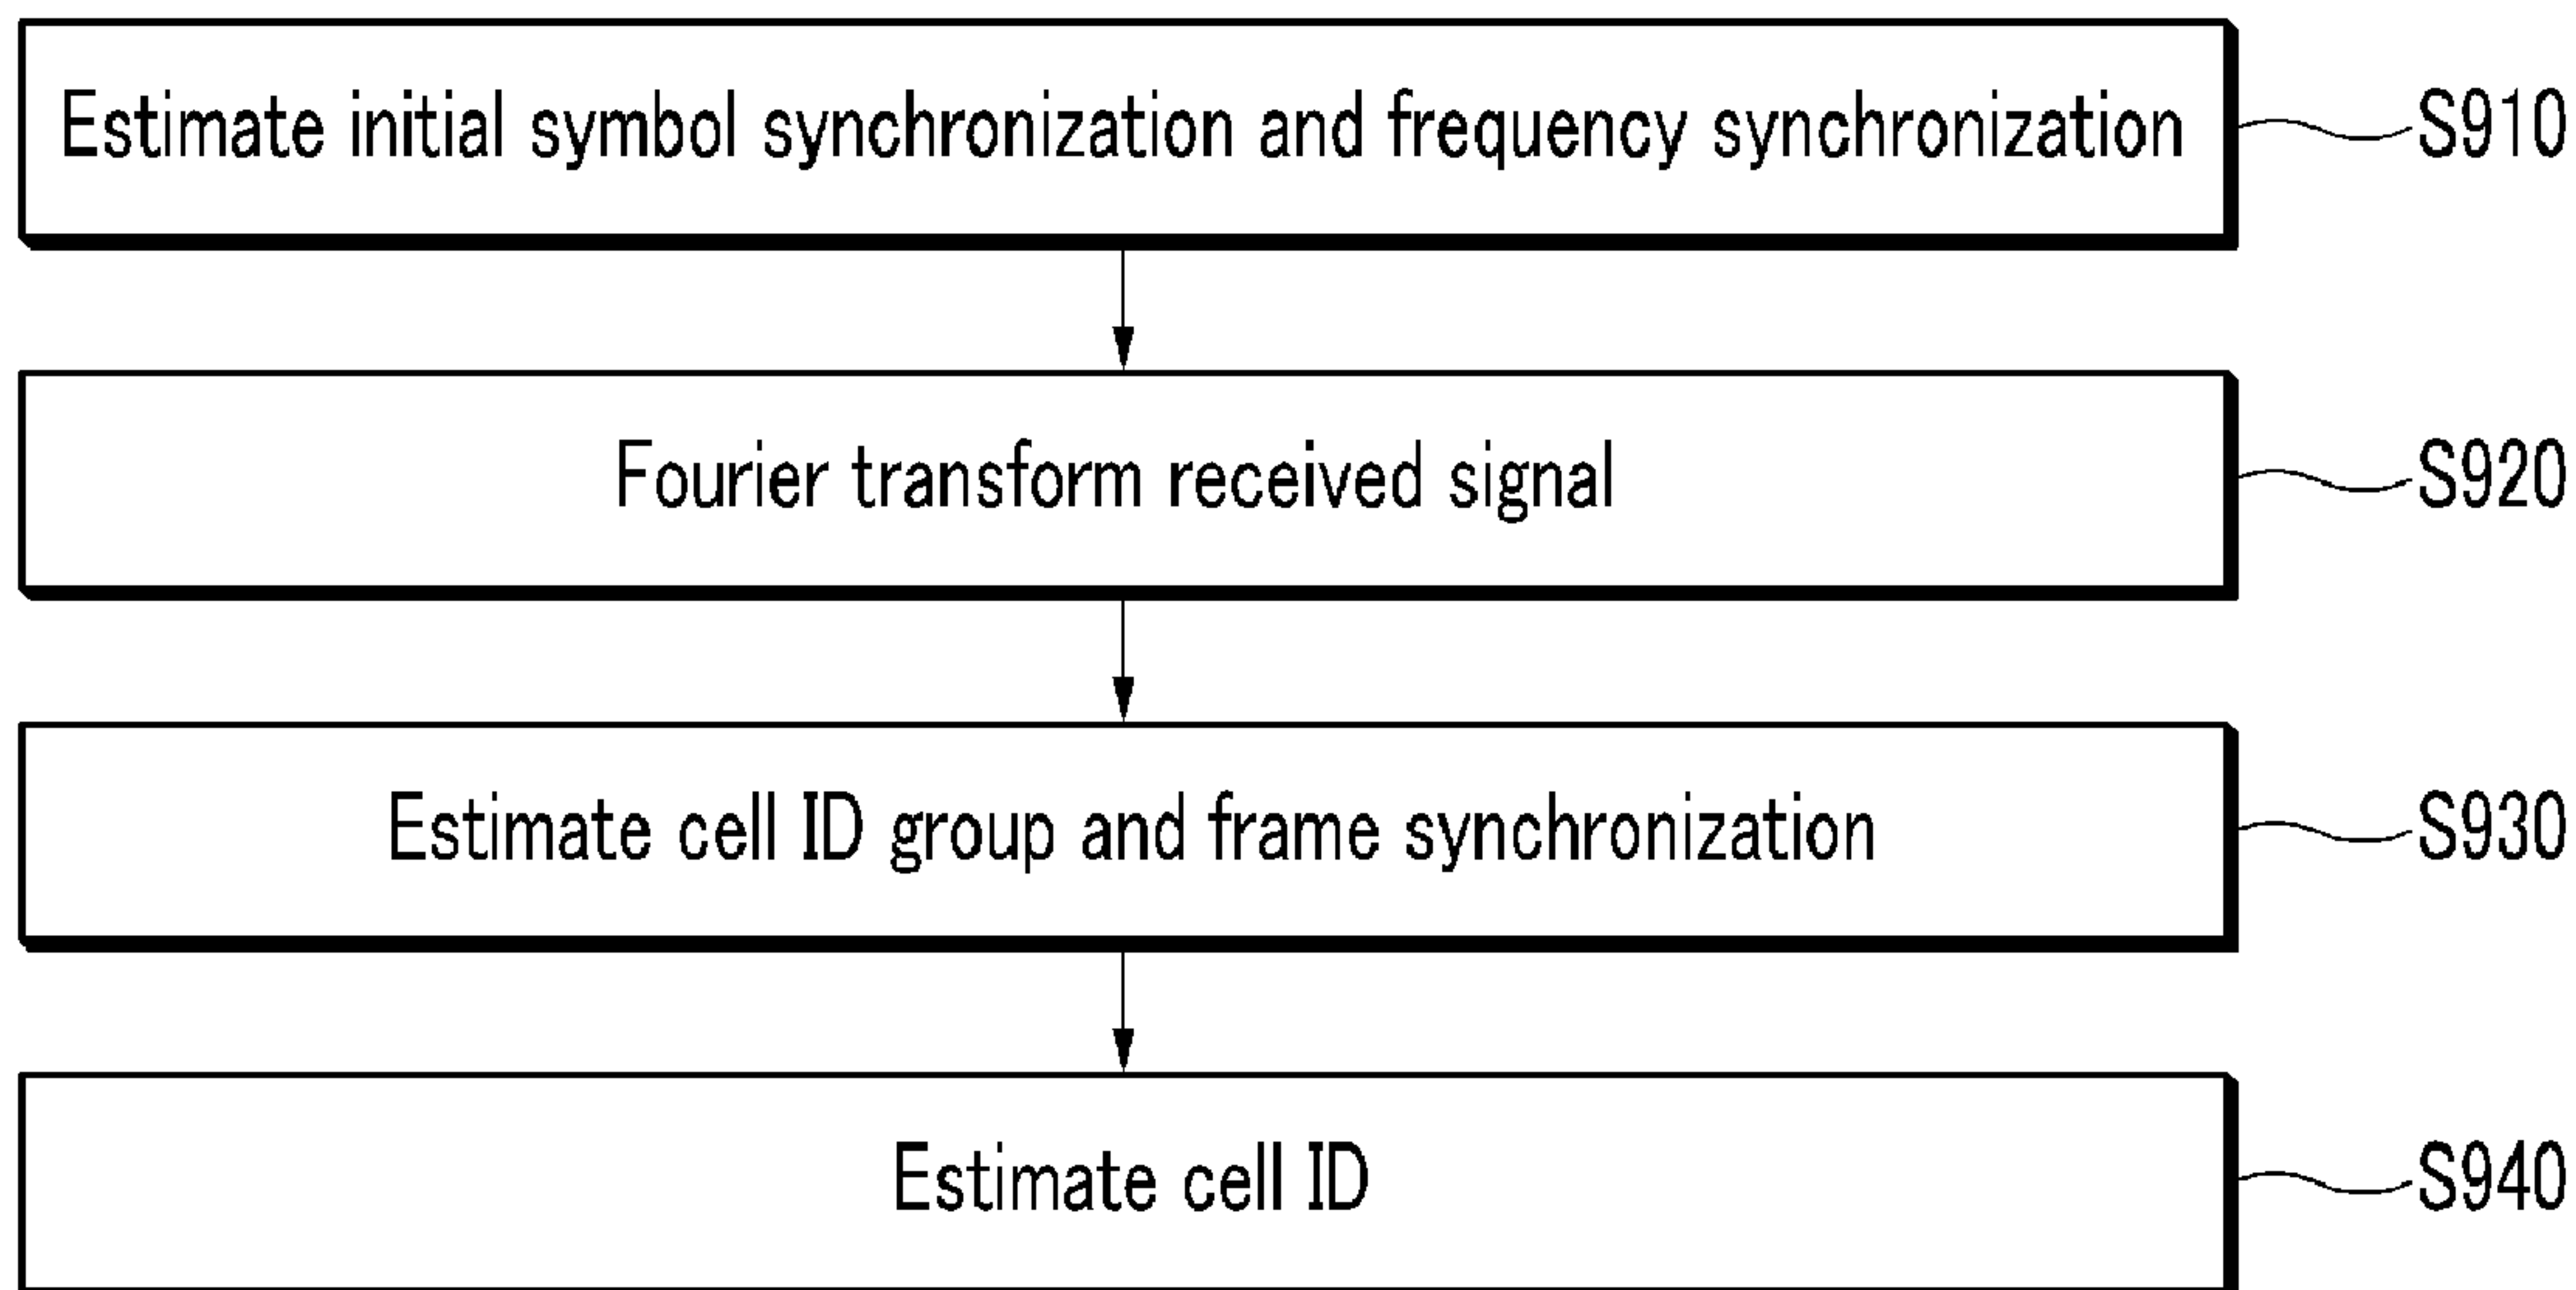 Estimate initial symbol synchronization and frequency synchronization S910
Fourier transform received signal S920
Estimate cell ID group and frame synchronization S930
Estimate cell ID S940